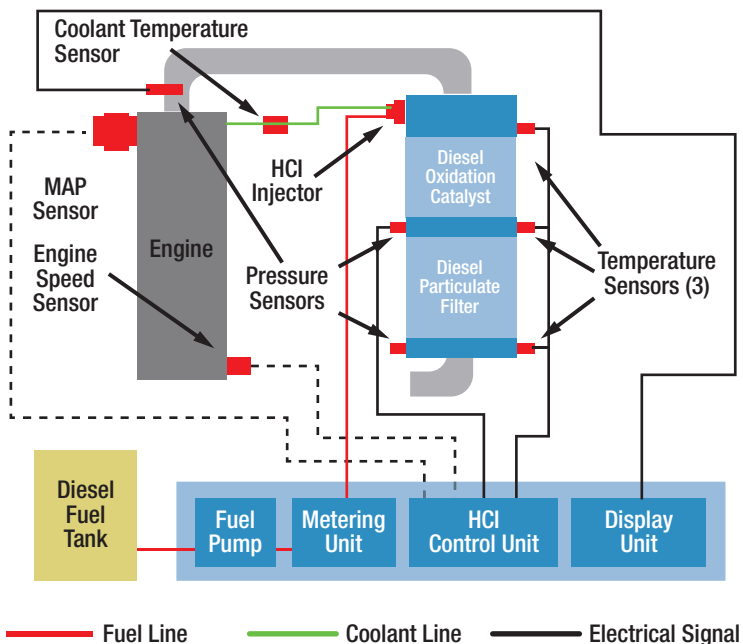 Coolant Temperature
Sensor
MAP
Sensor
Engine
Speed
Sensor
Engine
HCI
Injector
Pressure
Sensors
Diesel
Oxidation
Catalyst
Diesel
Particulate
Filter
Temperature
Sensors (3)
Diesel
Fuel
Tank
Fuel
Pump
Metering
Unit
HCI
Control Unit
Display
Unit
Fuel Line
Coolant Line
Electrical Signal